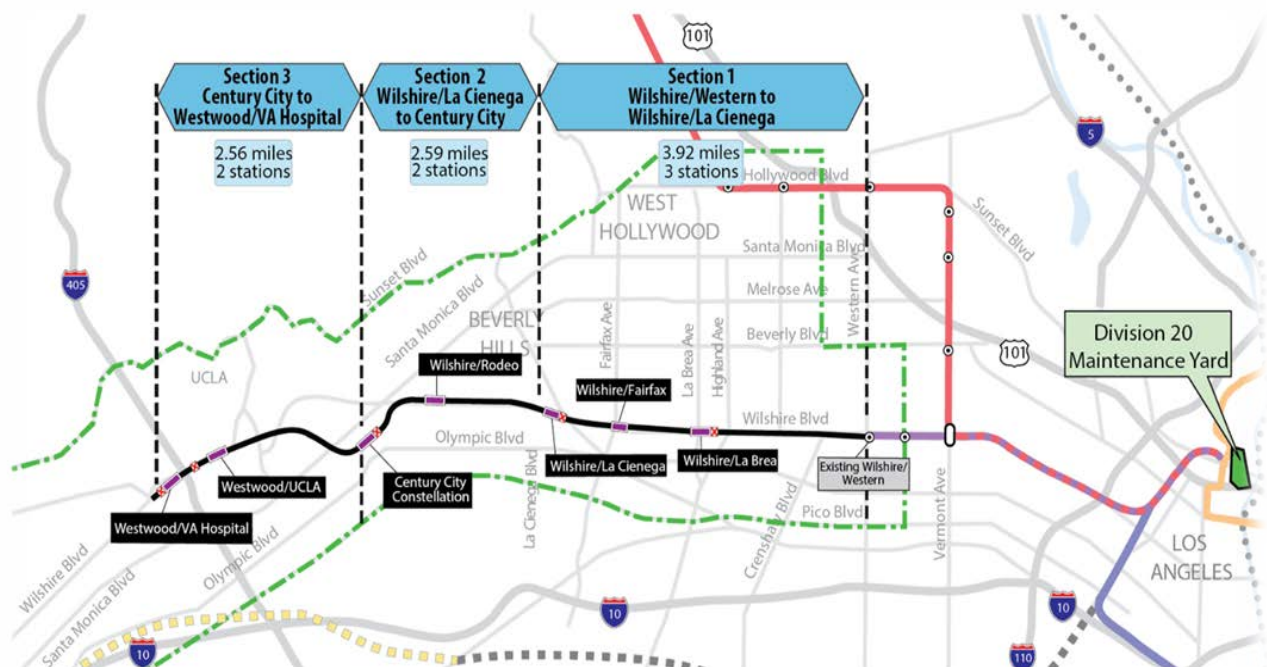 101
Section 3
Century City to
Westwood/VA Hospital
Section 2
Wilshire/La Cienega
to Century City
Section 1
Wilshire/Western to
Wilshire/La Cienega
2.56 miles
2 stations
2.59 miles
2 stations
3.92 miles
3 stations
5
Hollywood Blvd
WEST
HOLLYWOOD
Sunset Blvd
Santa Monica Blvd
Western Ave
Sunset Blvd
405
Santa Monica Blvd
Melrose Ave
BEVERLY
HILLS
Fairfax Ave
La Brea Ave
Highland Ave
Beverly Blvd
101
Division 20
Maintenance Yard
UCLA
Wilshire/Rodeo
Wilshire/Fairfax
Wilshire Blvd
Olympic Blvd
Wilshire/La Cienega
Wilshire/La Brea
Existing Wilshire/
Western
Westwood/UCLA
Century City
Constellation
La Cienega Blvd
Crenshaw Blvd
Pico Blvd
Vermont Ave
Westwood/VA Hospital
LOS
ANGELES
Wilshire Blvd
Santa Monica Blvd
Olympic Blvd
10
10
10
110